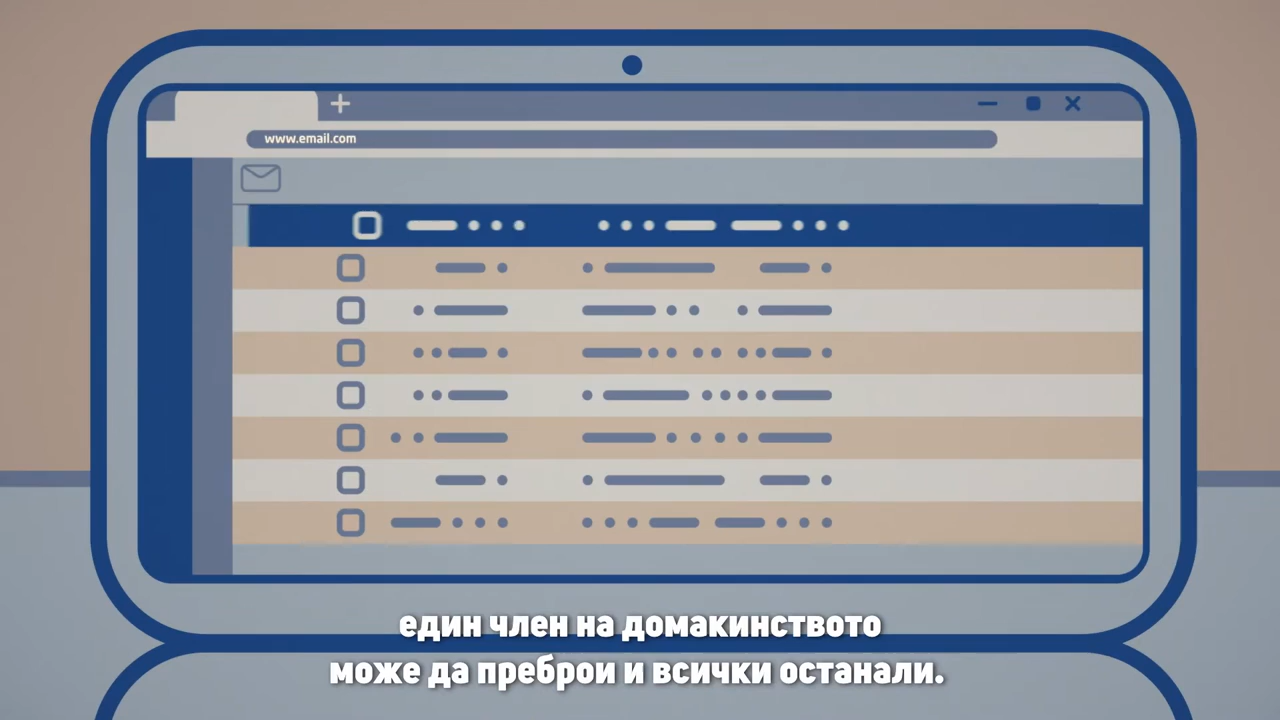 www.email.com
един член на домакинството
може да преброи и всички останали.